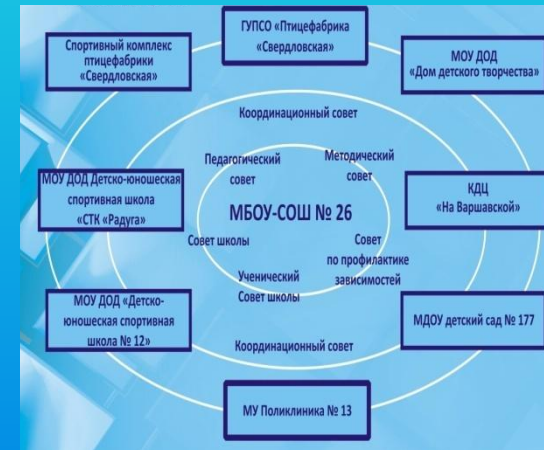 ГУПСО «Птицефабрика
«Свердловская»
Спортивный комплекс
птицефабрики
«Свердловская»
МОУ ДОД
«Дом детского творчества»
Координационный совет
Педагогический
совет
Методический
совет
МОУ ДОД Детско-юношеская
спортивная школа
«СТК «Радуга»
МБОУ-СОШ № 26
КДЦ
«На Варшавской»
Совет школы
Совет
по профилактике
зависимостей
Ученический
Совет школы
МОУ ДОД «Детско-
юношеская спортивная
школа № 12»
МДОУ детский сад № 177
Координационный совет
МУ Поликлиника № 13